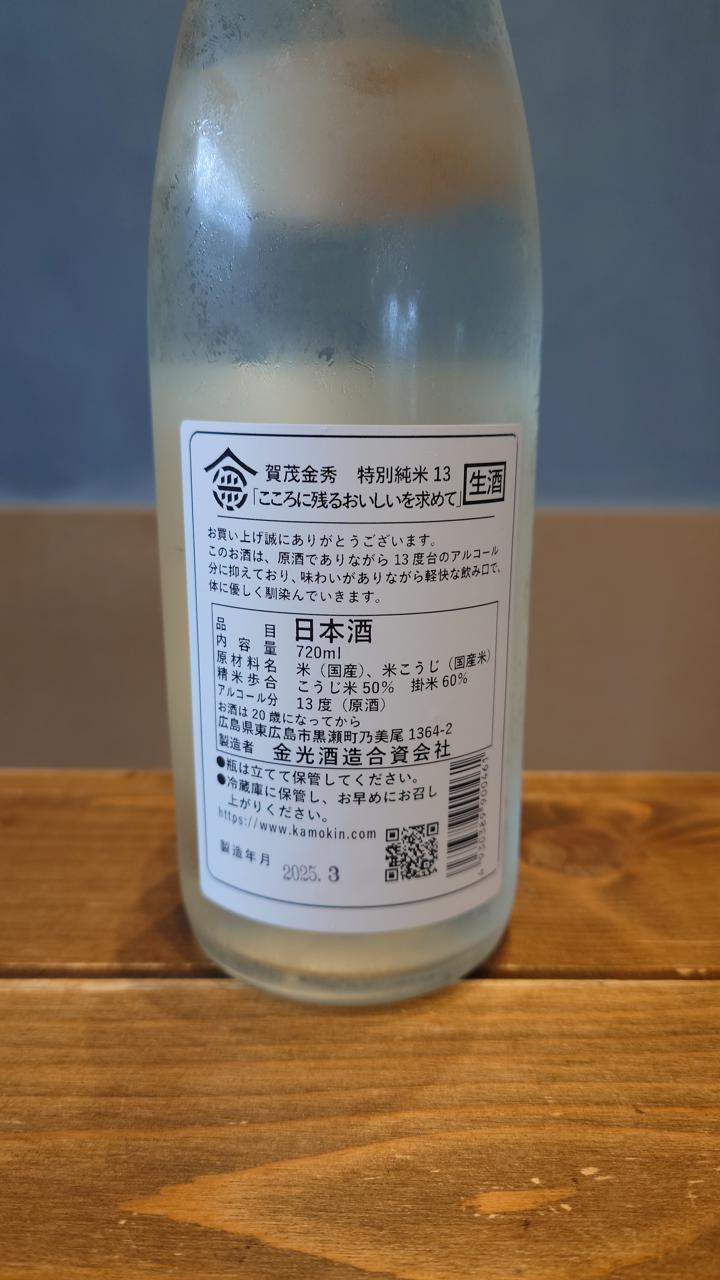 賀茂金秀 特別純米 13
「こころに残るおいしいを求めて」
生酒
お買い上げ誠にありがとうございます。
このお酒は、原酒でありながら 13 度台のアルコール
分に抑えており、味わいがありながら軽快な飲み口で、
体に優しく馴染んでいきます。
品目 日本酒
内容量 720ml
原材料名 米（国産）、米こうじ（国産米）
精米歩合 こうじ米 50% 掛米 60%
アルコール分 13 度（原酒）
お酒は 20 歳になってから
広島県東広島市黒瀬町乃美尾 1364-2
製造者 金光酒造合資会社
●瓶は立てて保管してください。
●冷蔵庫に保管し、お早めにお召し
上がりください。
https://www.kamokin.com
製造年月 2025. 3
4 930389 900461